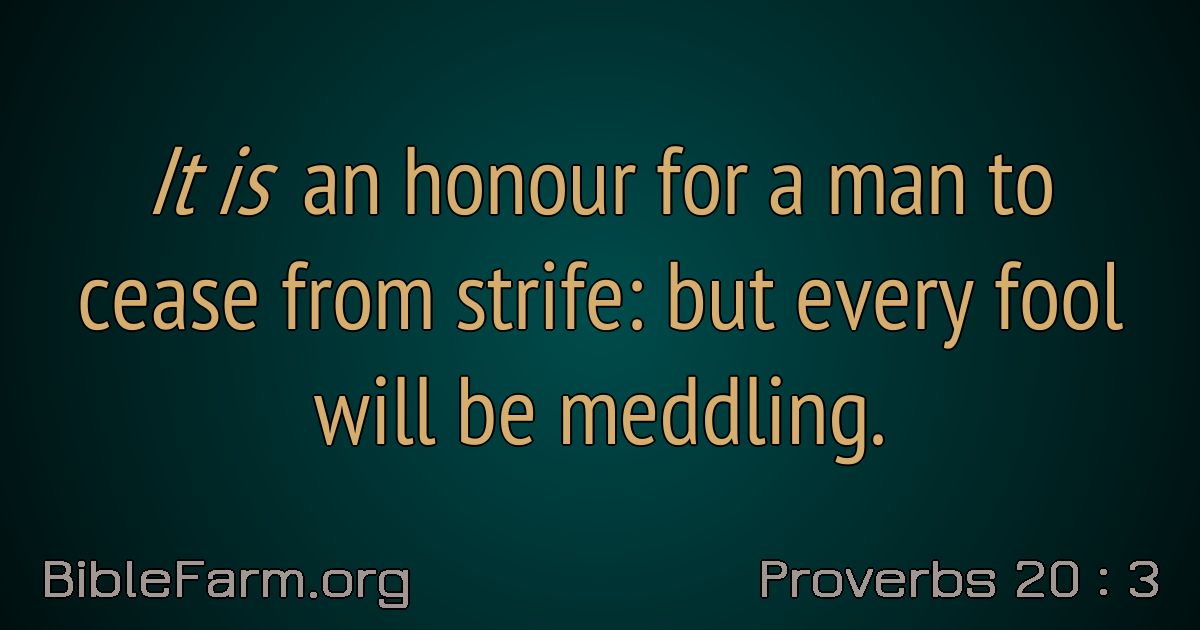 It is an honour for a man to
cease from strife: but every fool
will be meddling.
BibleFarm.org
Proverbs 20 : 3